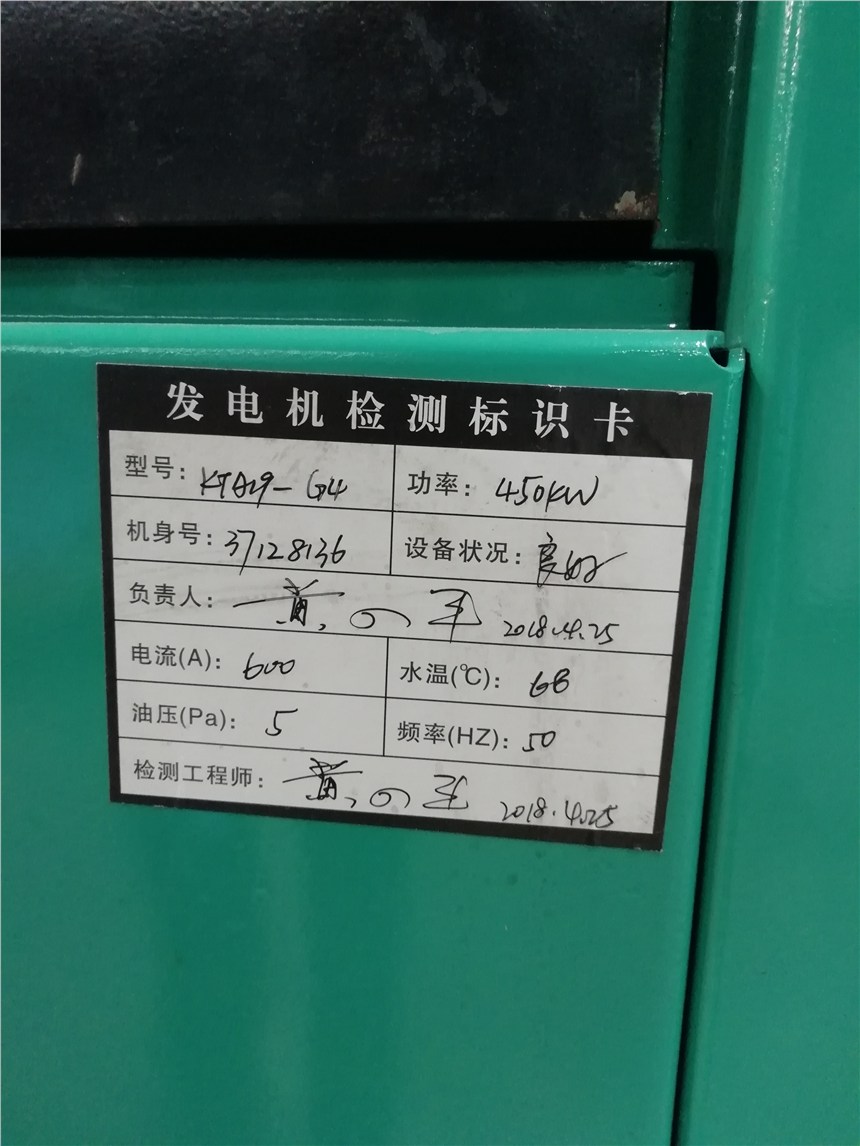 发电机检测标识卡
型号: KTA19-G4 功率: 450KW
机身号: 37128136 设备状况: 良好
负责人: 黄 2018.4.25
电流(A): 600 水温(℃): 68
油压(Pa): 5 频率(HZ): 50
检测工程师: 黄 2018.4.25